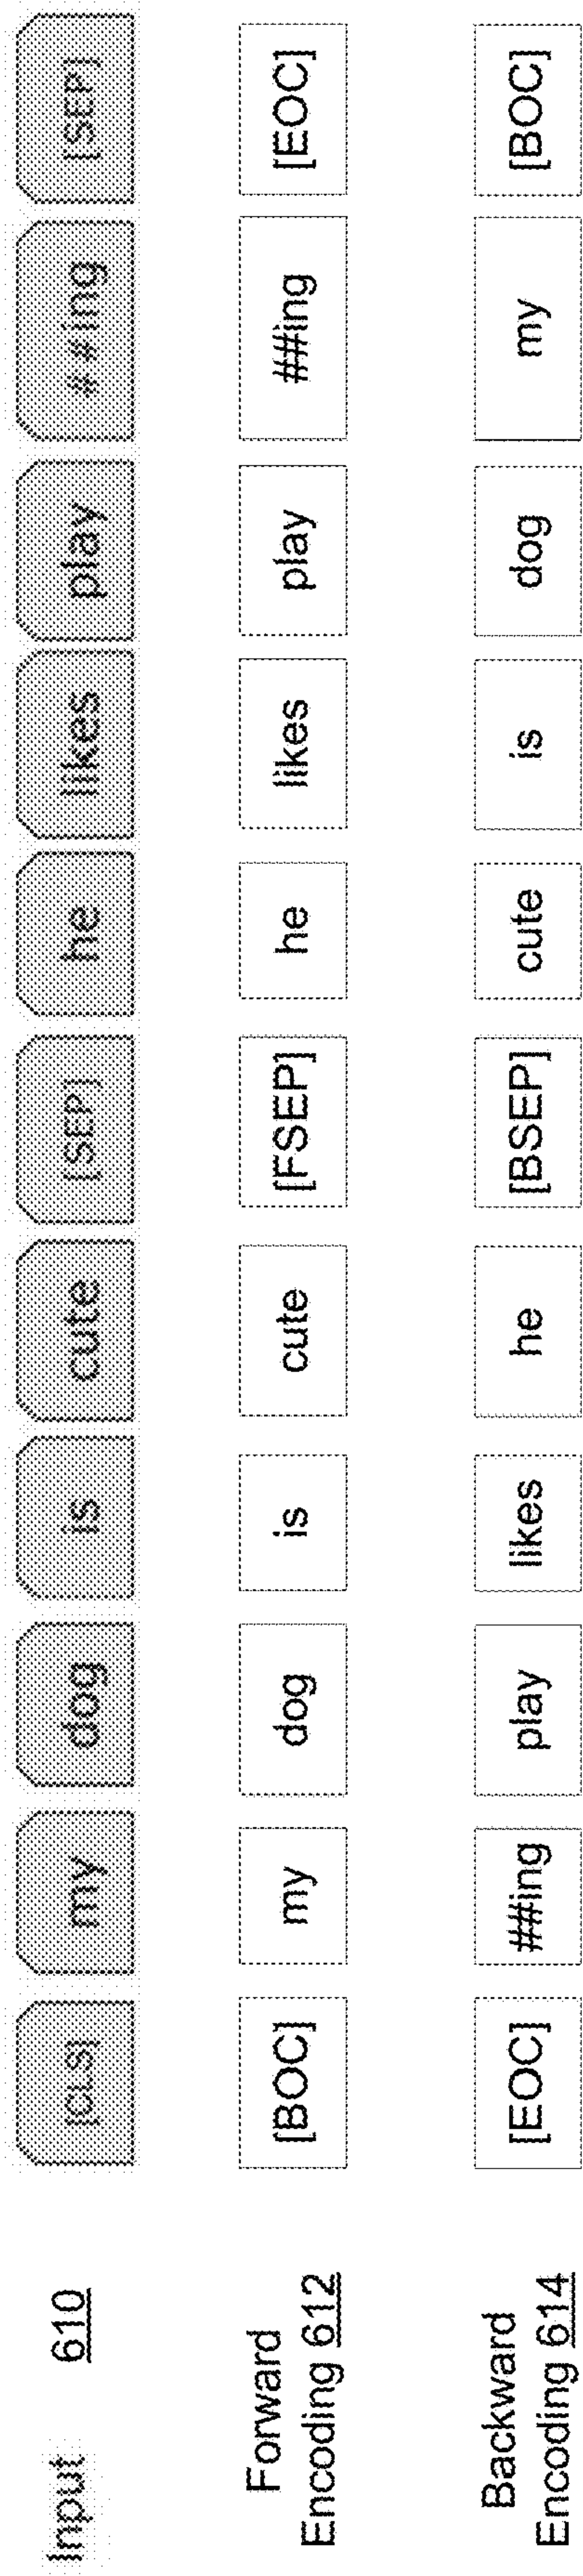 Input 610 [CLS] my dog is cute [SEP] he likes play ##ing [SEP]
Forward
Encoding 612 [BOC] my dog is cute [FSEP] he likes play ##ing [EOC]
Backward
Encoding 614 [EOC] ##ing play likes he [BSEP] cute is dog my [BOC]